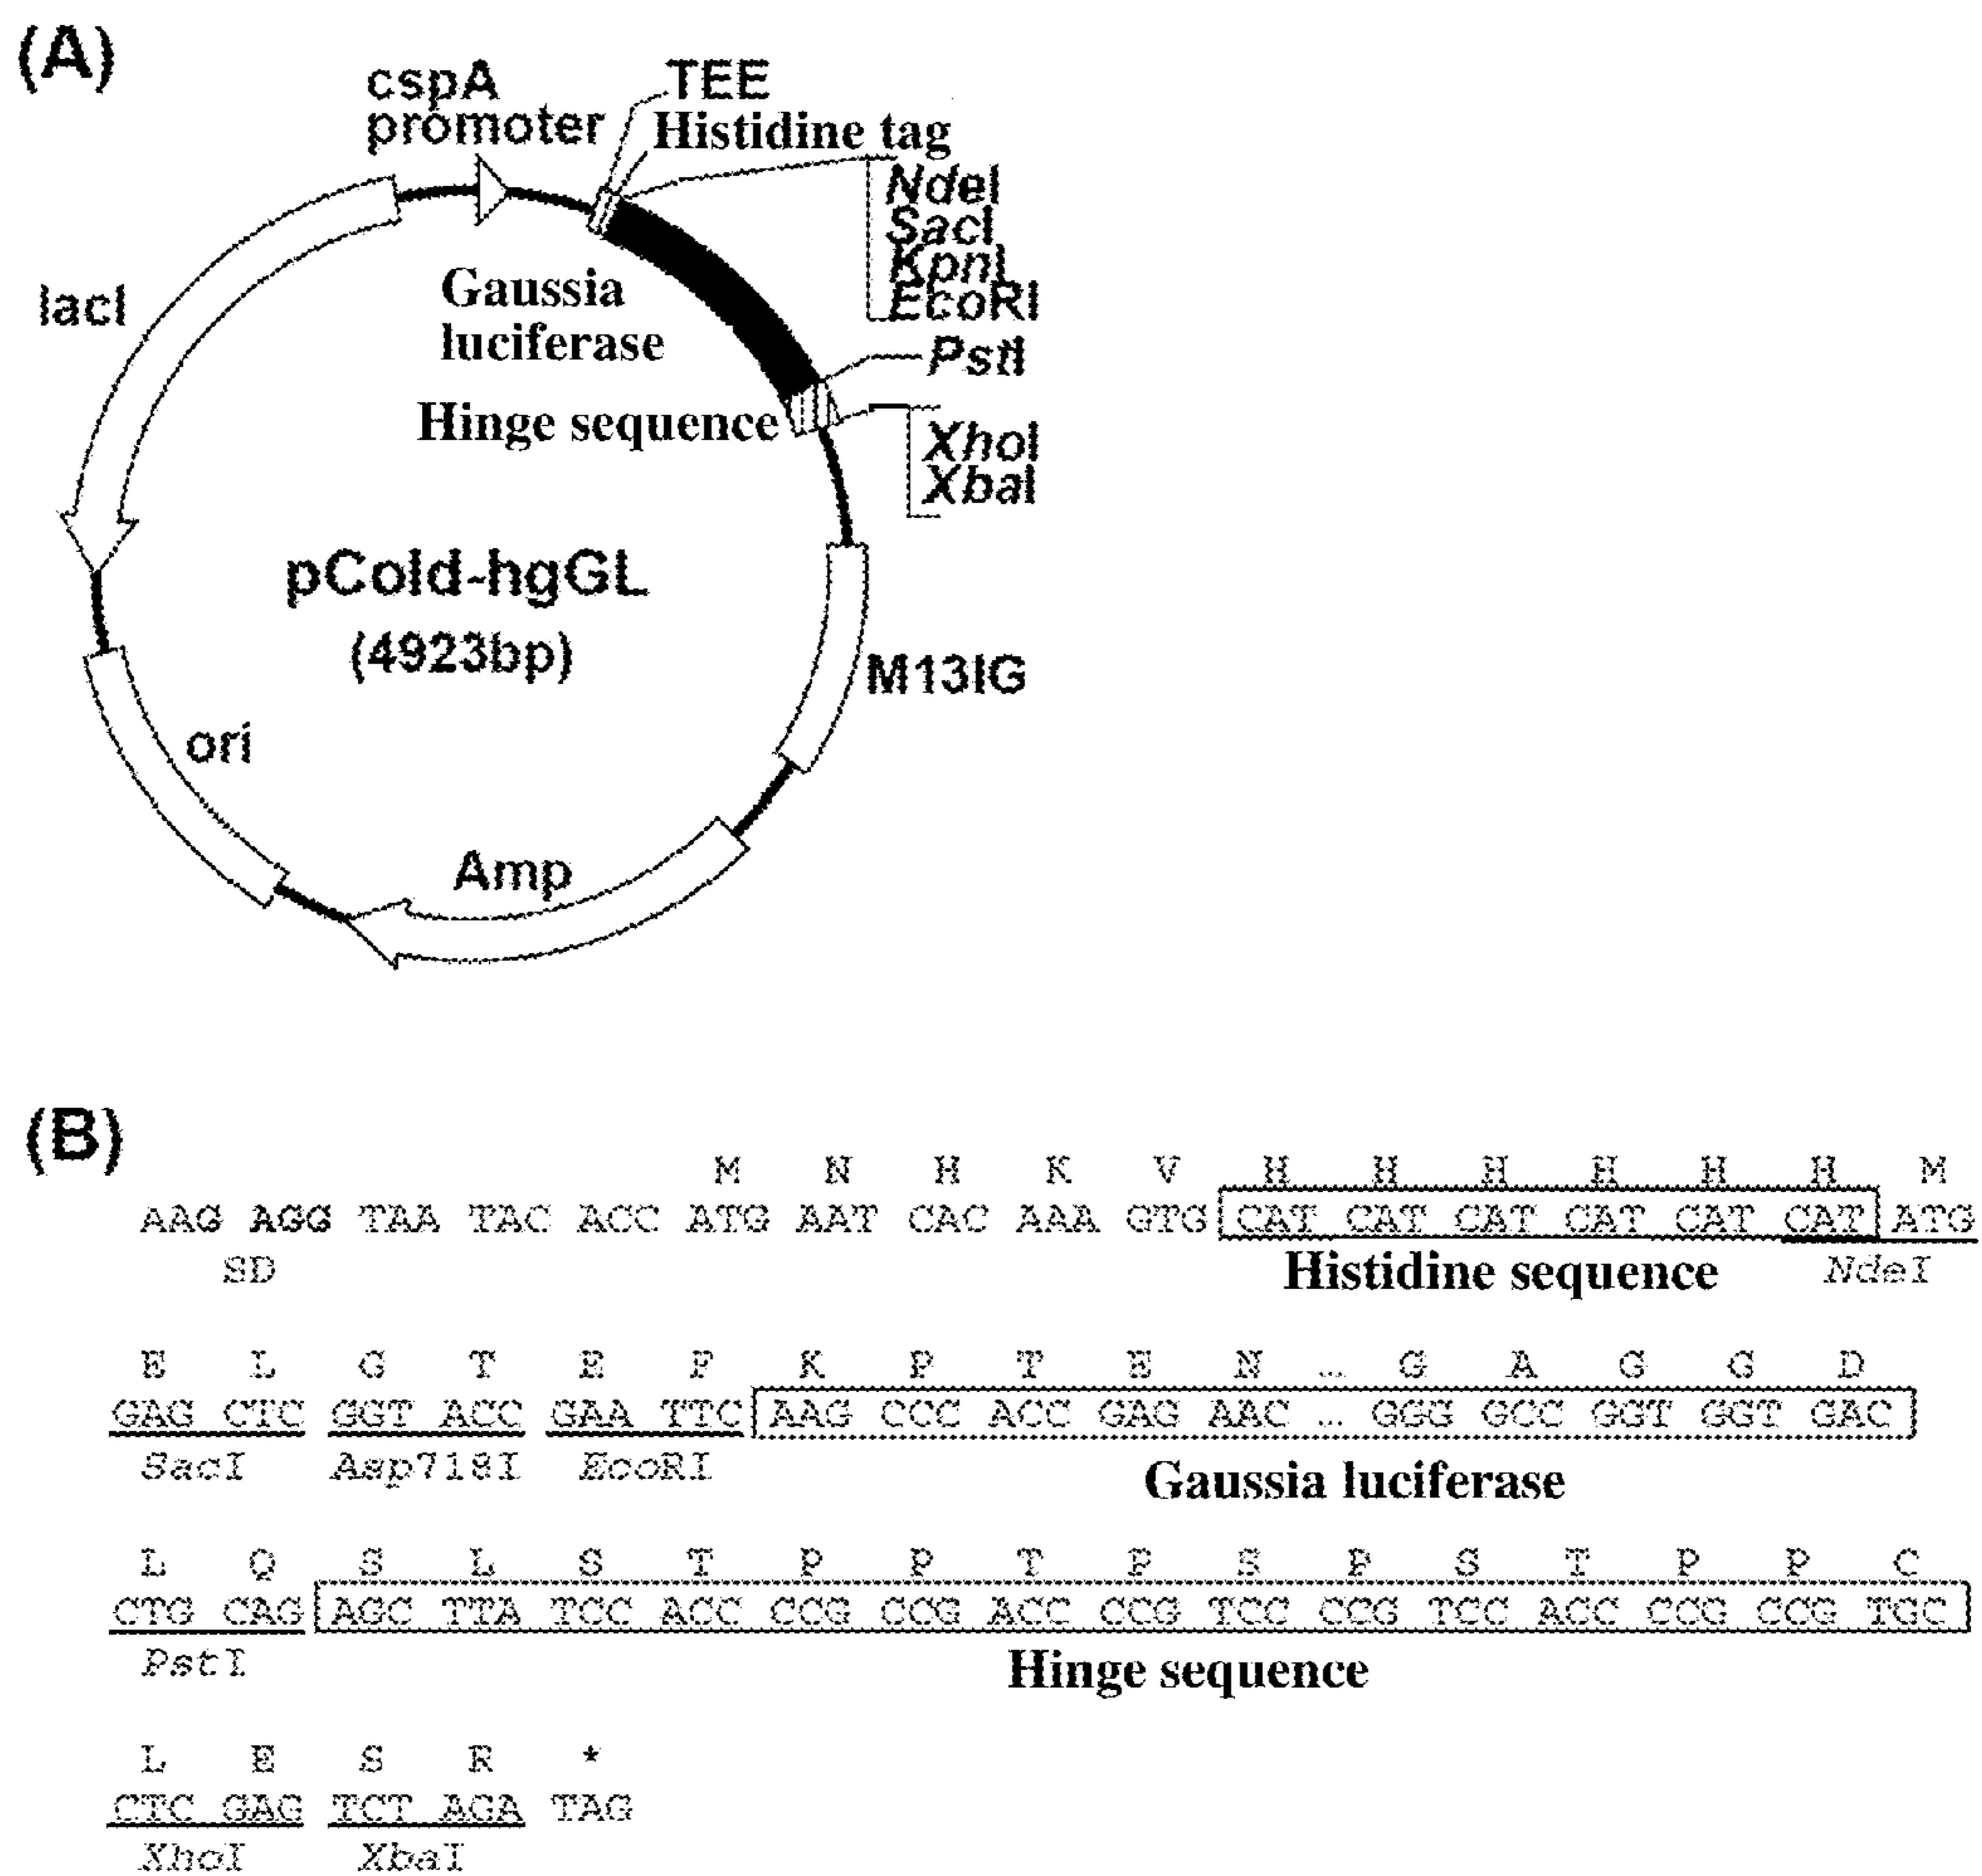 (A)
cspA
promoter
TEE
Histidine tag
NdeI
SacI
KpnI
EcoRI
PstI
XhoI
XbaI
lacI
Gaussia
luciferase
Hinge sequence
pCold-hgGL
(4923bp)
M13IG
ori
Amp
(B)
M N H K V H H H H H H M
AAG AGG TAA TAC ACC ATG AAT CAC AAA GTG CAT CAT CAT CAT CAT CAT ATG
SD Histidine sequence NdeI
E L G T E F K P T E N ... G A G G D
GAG CTC GGT ACC GAA TTC AAG CCC ACC GAG AAC ... GGG GCC GGT GGT GAC
SacI Asp718I EcoRI Gaussia luciferase
L Q S L S T P P T P S P S T P P C
CTG CAG AGC TTA TCC ACC CCG CCG ACC CCG TCC CCG TCC ACC CCG CCG TGC
PstI Hinge sequence
L E S R *
CTC GAG TCT AGA TAG
XhoI XbaI